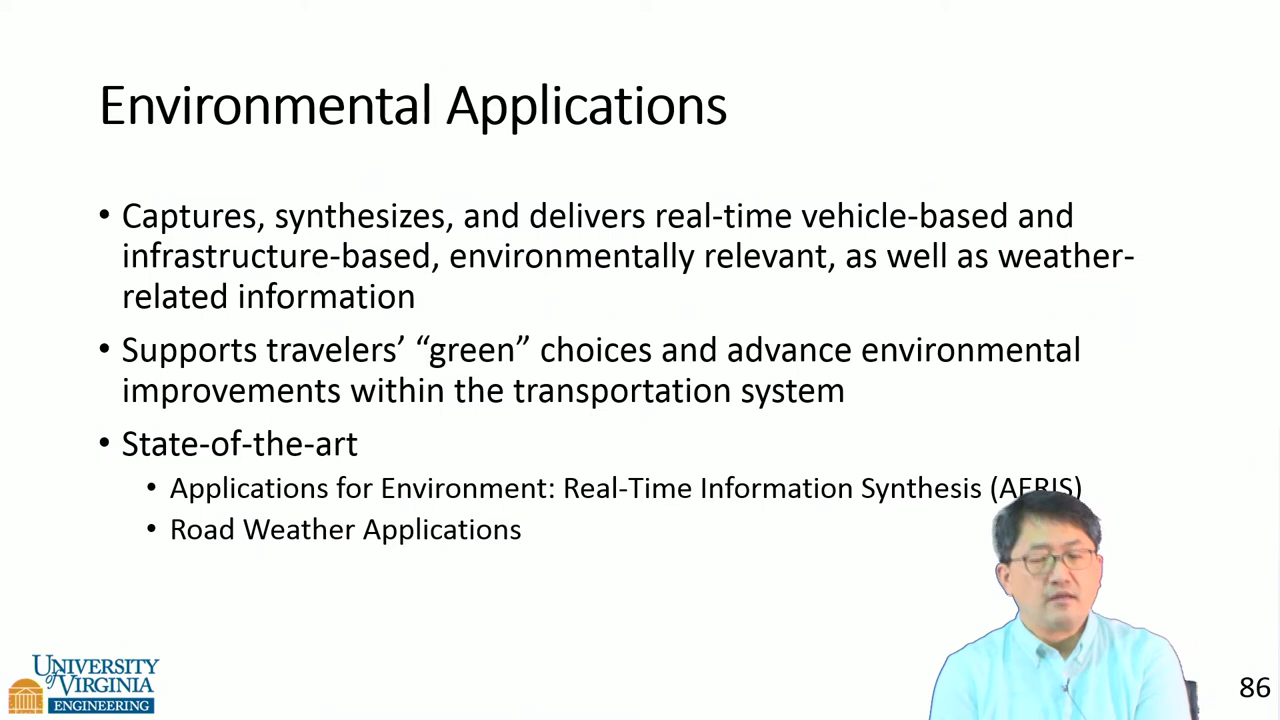 Environmental Applications
• Captures, synthesizes, and delivers real-time vehicle-based and
infrastructure-based, environmentally relevant, as well as weather-
related information
• Supports travelers’ “green” choices and advance environmental
improvements within the transportation system
• State-of-the-art
• Applications for Environment: Real-Time Information Synthesis (AERIS)
• Road Weather Applications
UNIVERSITY
of VIRGINIA
ENGINEERING
86